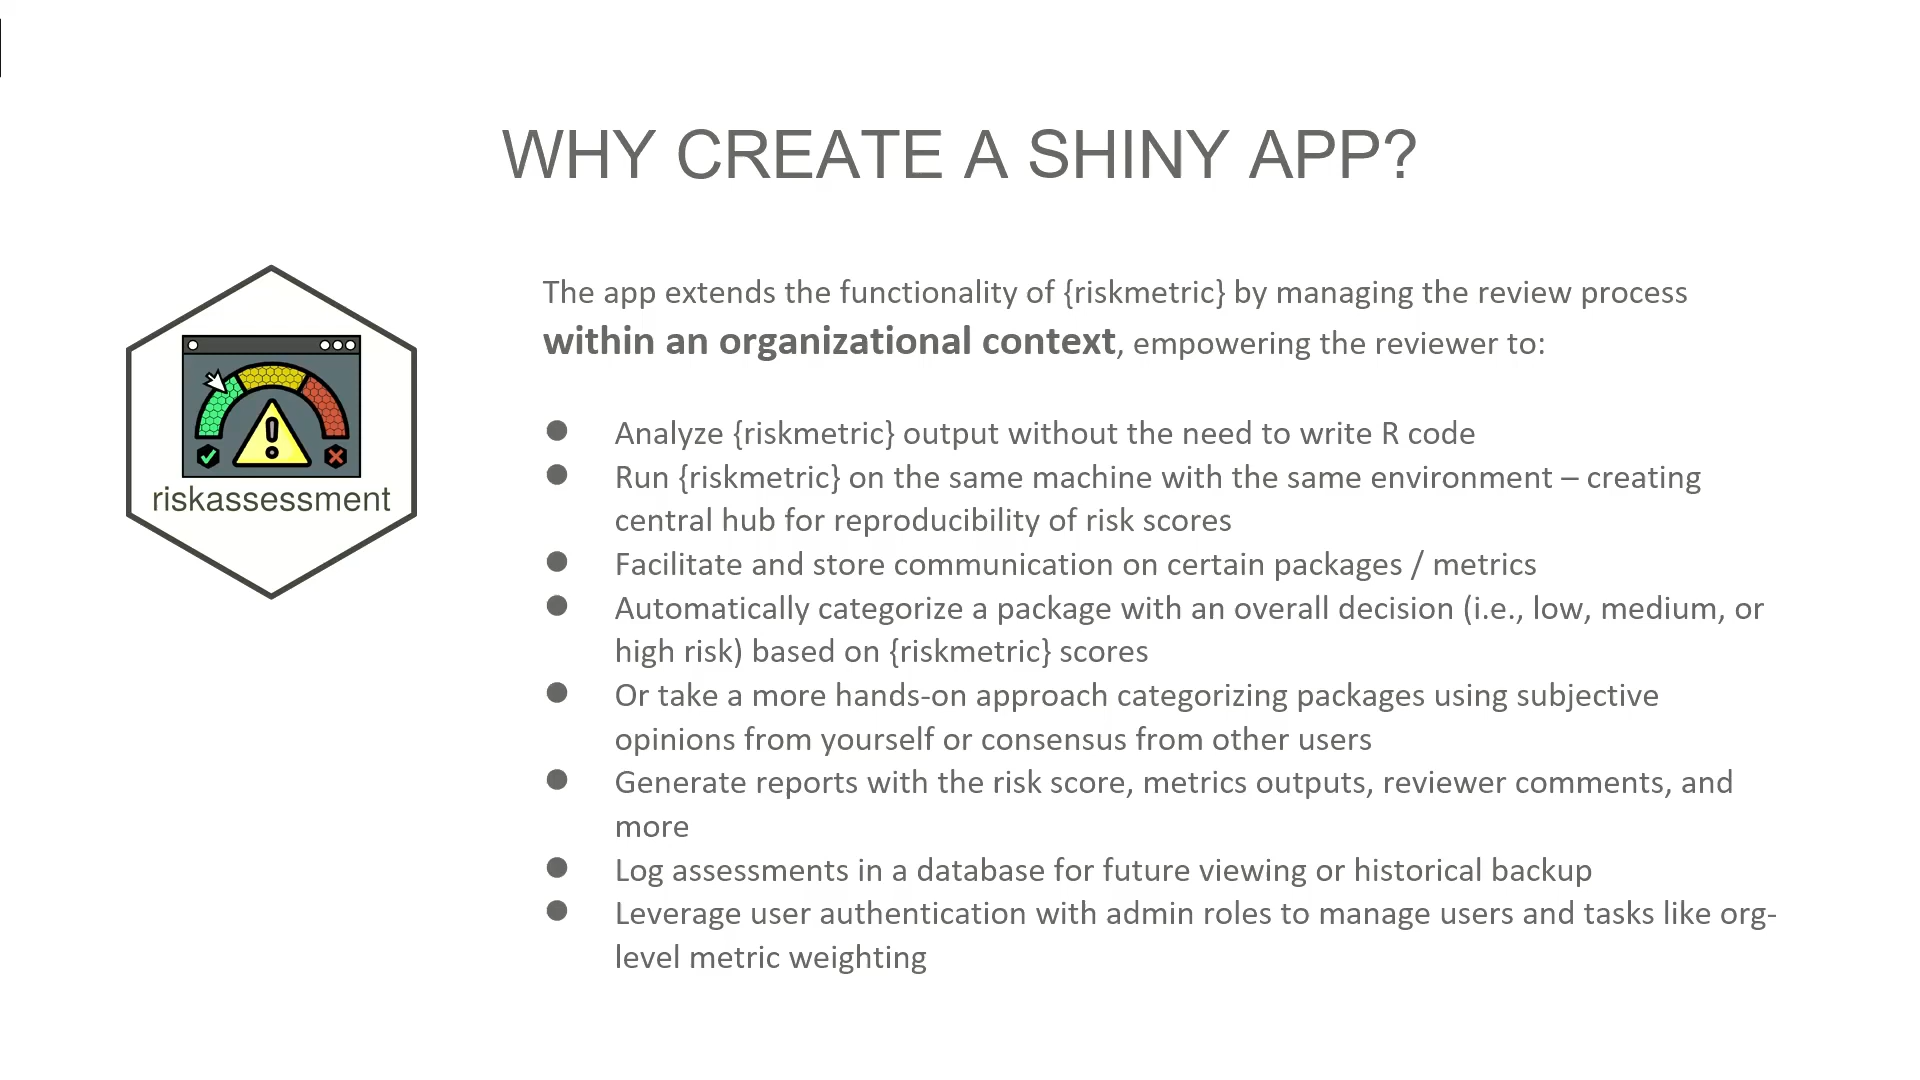 WHY CREATE A SHINY APP?
riskassessment
The app extends the functionality of {riskmetric} by managing the review process
within an organizational context, empowering the reviewer to:
● Analyze {riskmetric} output without the need to write R code
● Run {riskmetric} on the same machine with the same environment – creating
central hub for reproducibility of risk scores
● Facilitate and store communication on certain packages / metrics
● Automatically categorize a package with an overall decision (i.e., low, medium, or
high risk) based on {riskmetric} scores
● Or take a more hands-on approach categorizing packages using subjective
opinions from yourself or consensus from other users
● Generate reports with the risk score, metrics outputs, reviewer comments, and
more
● Log assessments in a database for future viewing or historical backup
● Leverage user authentication with admin roles to manage users and tasks like org-
level metric weighting